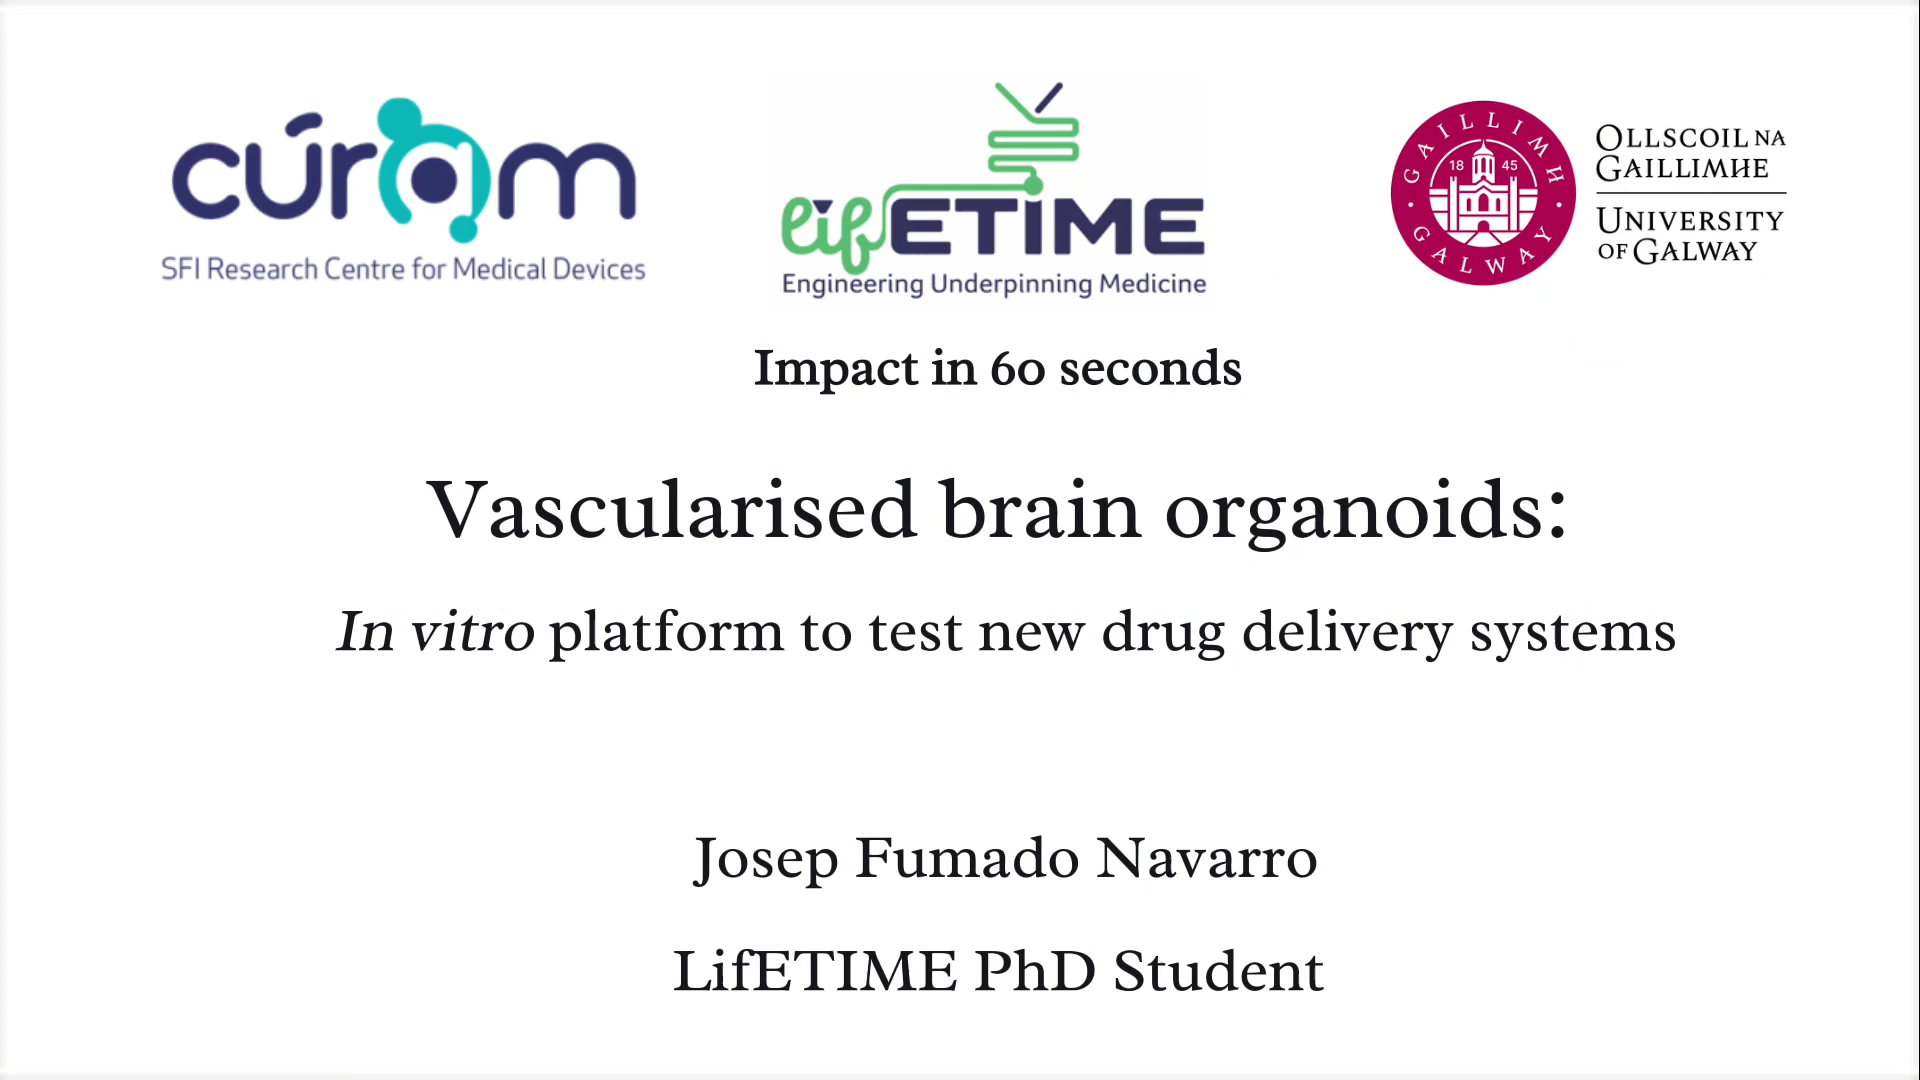 cúram
SFI Research Centre for Medical Devices
lifETIME
Engineering Underpinning Medicine
GAILLIMH
18 45
GALWAY
OLLSCOIL NA
GAILLIMHE
UNIVERSITY
OF GALWAY
Impact in 60 seconds
Vascularised brain organoids:
In vitro platform to test new drug delivery systems
Josep Fumado Navarro
LifETIME PhD Student